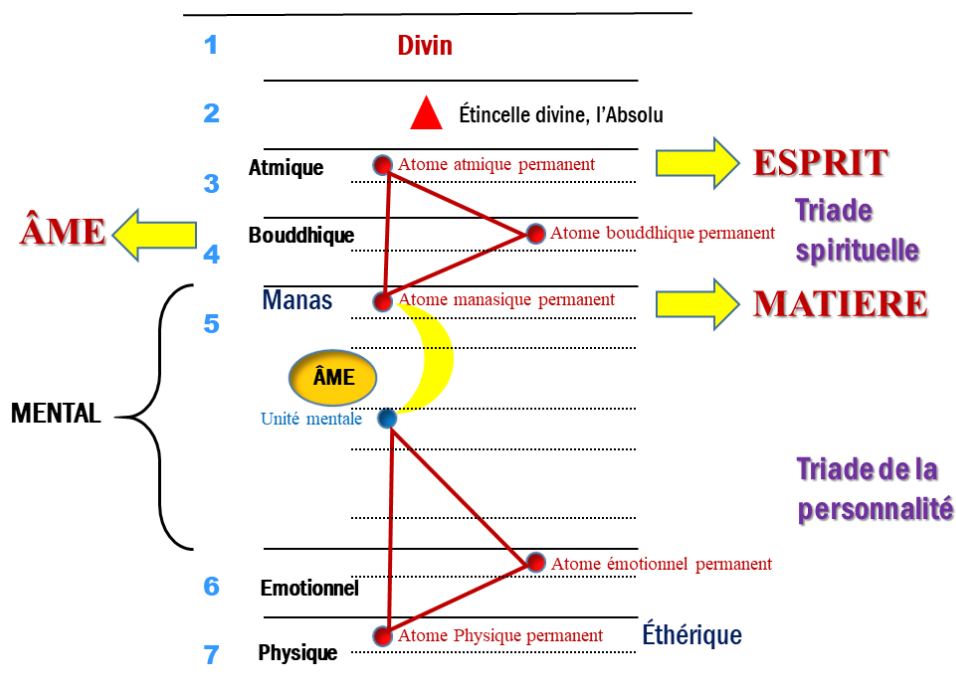 1
Divin
2
Étincelle divine, l'Absolu
Atmique
Atome atmique permanent
ESPRIT
3
Triade
spirituelle
ÂME
Bouddhique
Atome bouddhique permanent
4
Manas
Atome manasique permanent
MATIERE
5
ÂME
MENTAL
Unité mentale
Triade de la
personnalité
Atome émotionnel permanent
6
Emotionnel
Atome Physique permanent
Éthérique
7
Physique